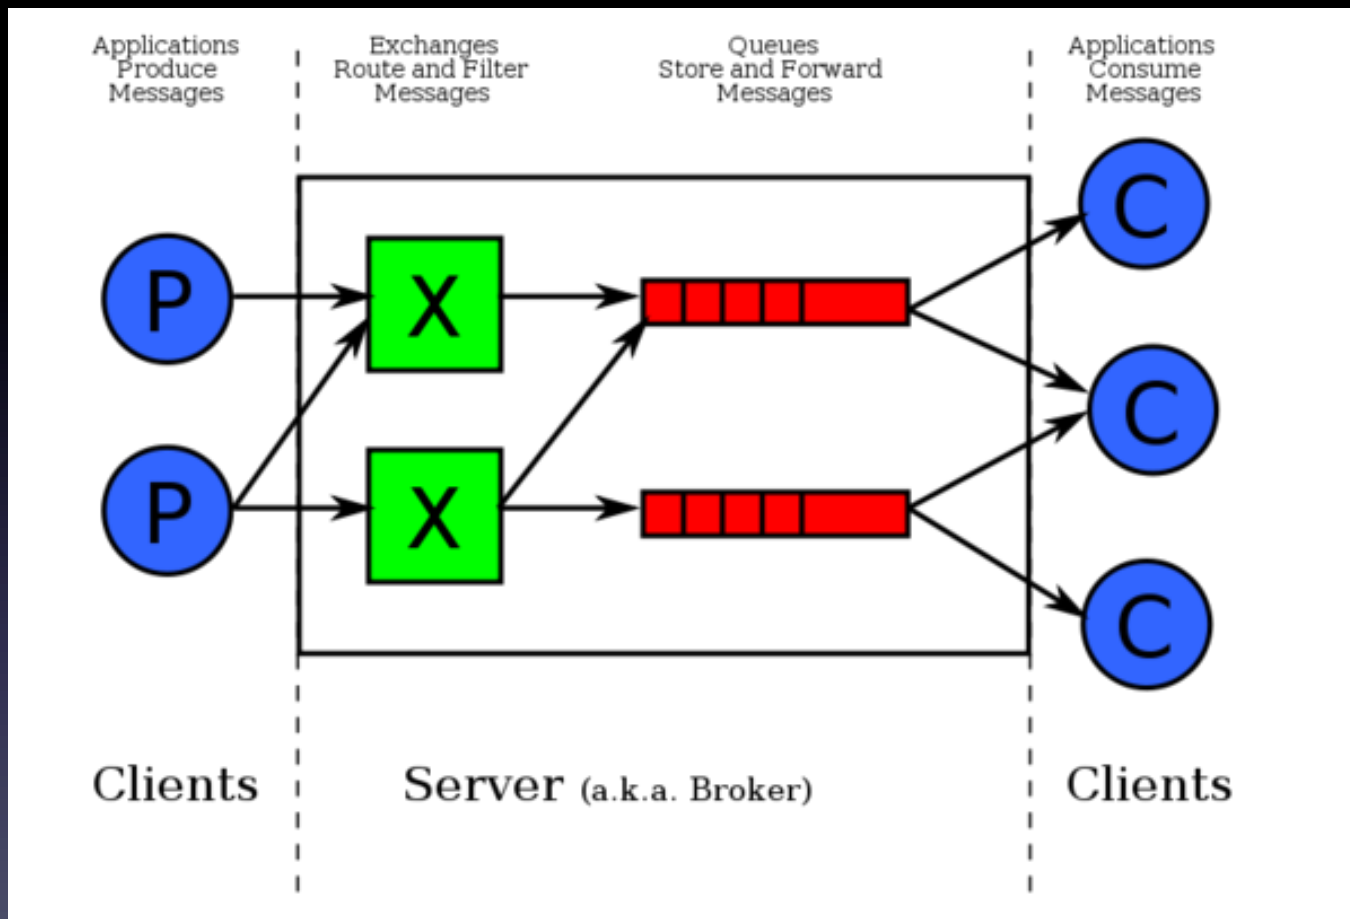 Applications
Produce
Messages
Exchanges
Route and Filter
Messages
Queues
Store and Forward
Messages
Applications
Consume
Messages
P
X
C
C
P
X
C
Clients
Server (a.k.a. Broker)
Clients